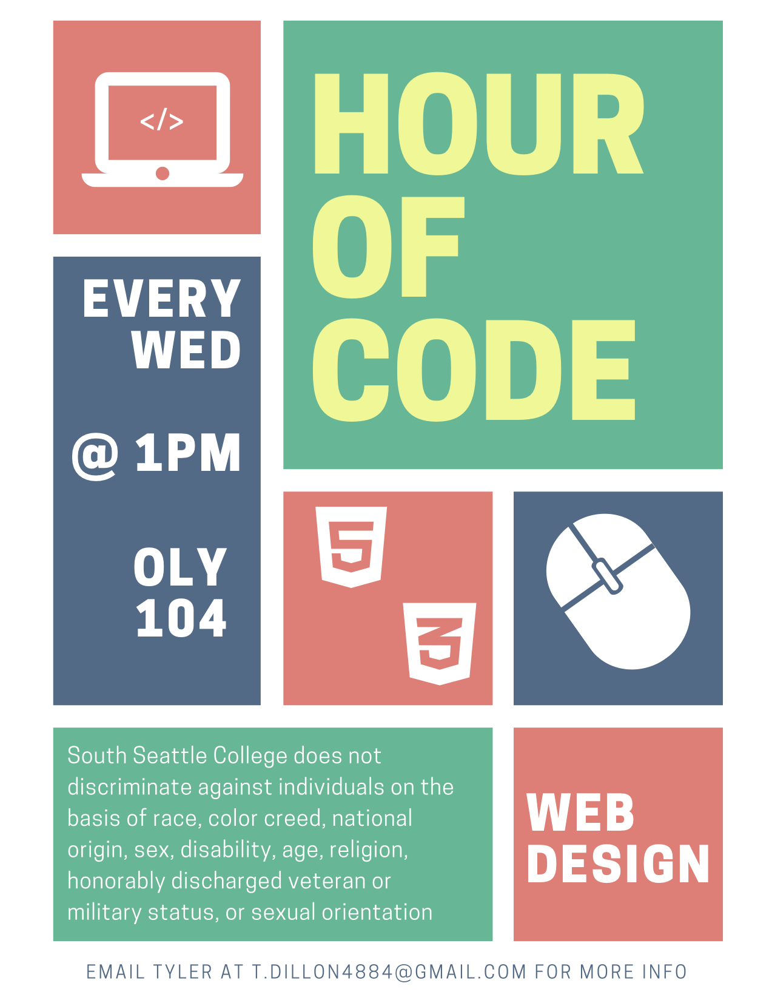 </>
HOUR
OF
CODE
EVERY
WED
@ 1PM
OLY
104
5
3
South Seattle College does not
discriminate against individuals on the
basis of race, color creed, national
origin, sex, disability, age, religion,
honorably discharged veteran or
military status, or sexual orientation
WEB
DESIGN
EMAIL TYLER AT T.DILLON4884@GMAIL.COM FOR MORE INFO